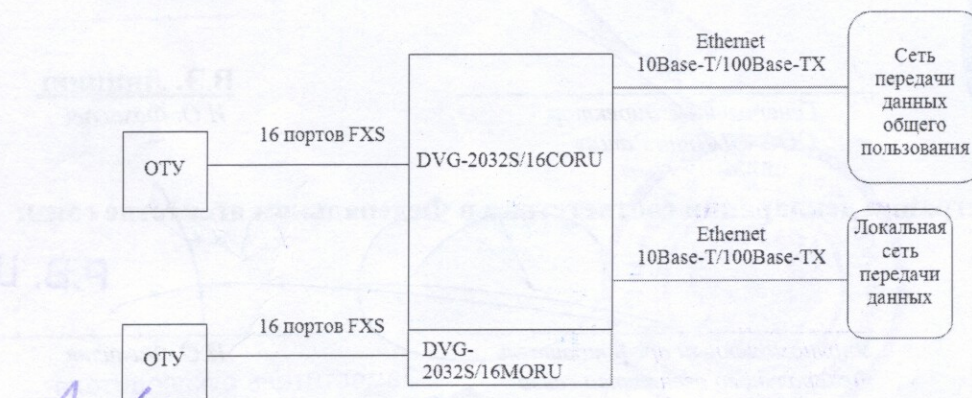 Ethernet
10Base-T/100Base-TX
Сеть
передачи
данных
общего
пользования
16 портов FXS
ОТУ
DVG-2032S/16CORU
Ethernet
10Base-T/100Base-TX
Локальная
сеть
передачи
данных
16 портов FXS
ОТУ
DVG-
2032S/16MORU